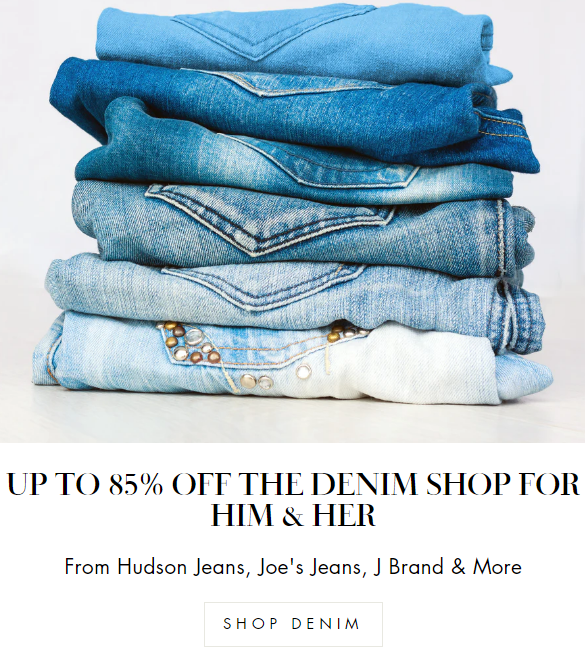 UP TO 85% OFF THE DENIM SHOP FOR
HIM & HER
From Hudson Jeans, Joe's Jeans, J Brand & More
SHOP DENIM